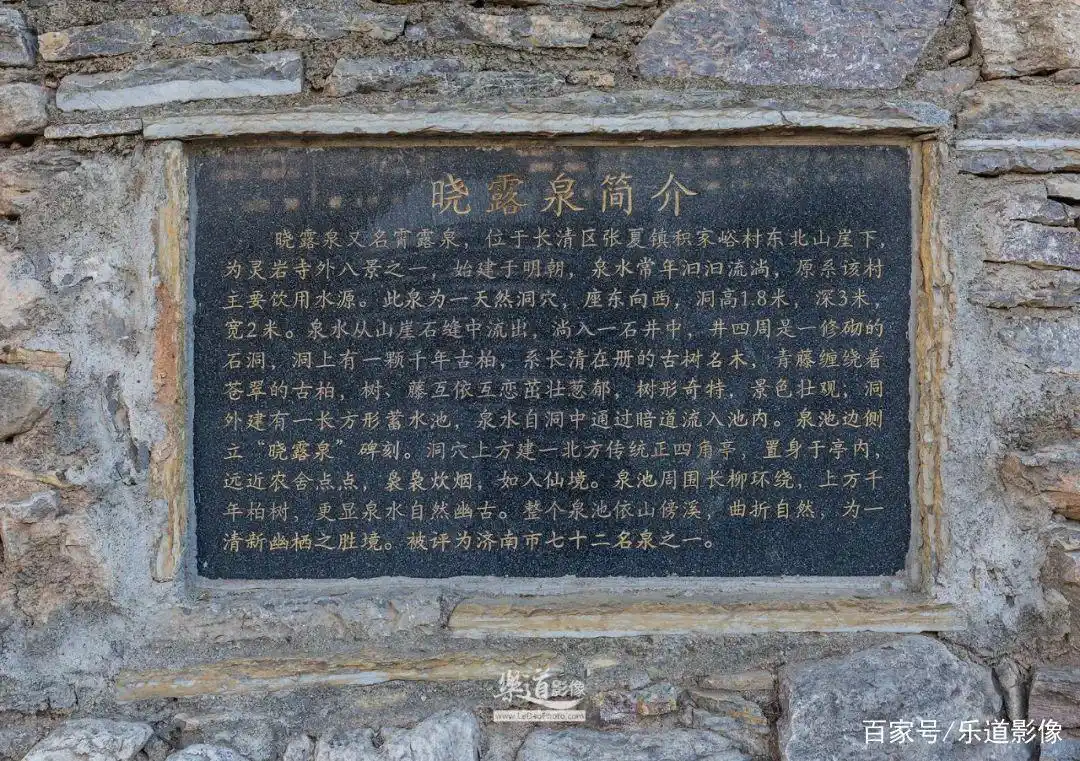 晓露泉简介
晓露泉又名宵露泉，位于长清区张夏镇积家峪村东北山崖下，
为灵岩寺外八景之一，始建于明朝，泉水常年汩汩流淌，原系该村
主要饮用水源。此泉为一天然洞穴，座东向西，洞高1.8米，深3米，
宽2米。泉水从山崖石缝中流出，淌入一石井中，井四周是一修砌的
石洞，洞上有一颗千年古柏，系长清在册的古树名木，青藤缠绕着
苍翠的古柏，树、藤互依互恋茁壮葱郁，树形奇特，景色壮观；洞
外建有一长方形蓄水池，泉水自洞中通过暗道流入池内。泉池边侧
立“晓露泉”碑刻。洞穴上方建一北方传统正四角亭，置身于亭内，
远近农舍点点，袅袅炊烟，如入仙境。泉池周围长柳环绕，上方千
年柏树，更显泉水自然幽古。整个泉池依山傍溪，曲折自然，为一
清新幽栖之胜境。被评为济南市七十二名泉之一。
樂道影像
www.LeDaoPhoto.com
百家号/乐道影像